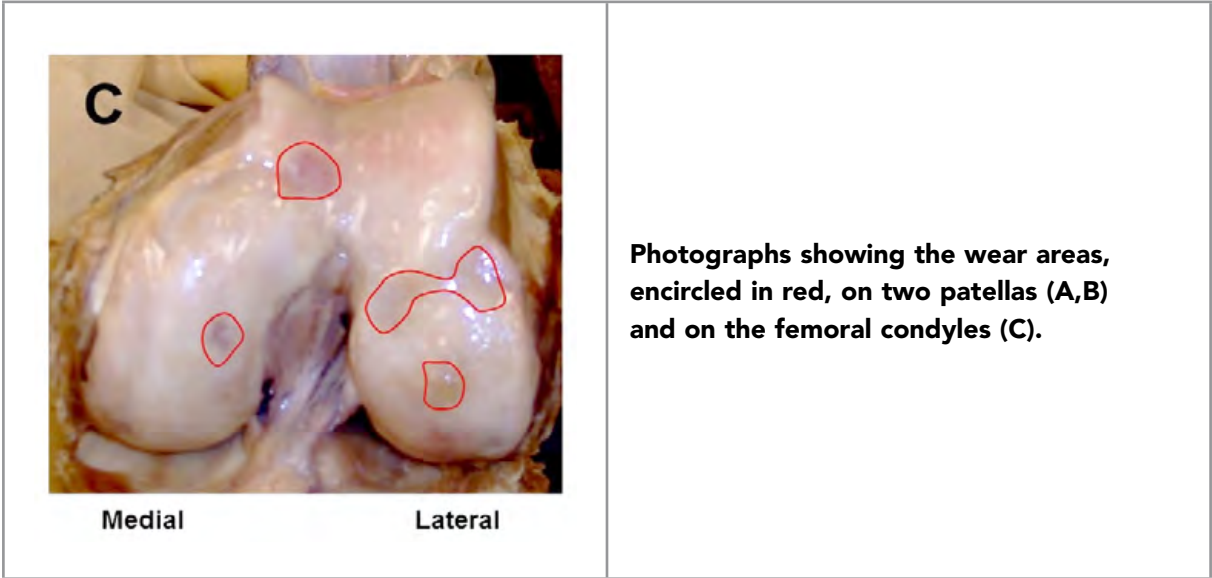 C
Medial Lateral
Photographs showing the wear areas,
encircled in red, on two patellas (A,B)
and on the femoral condyles (C).